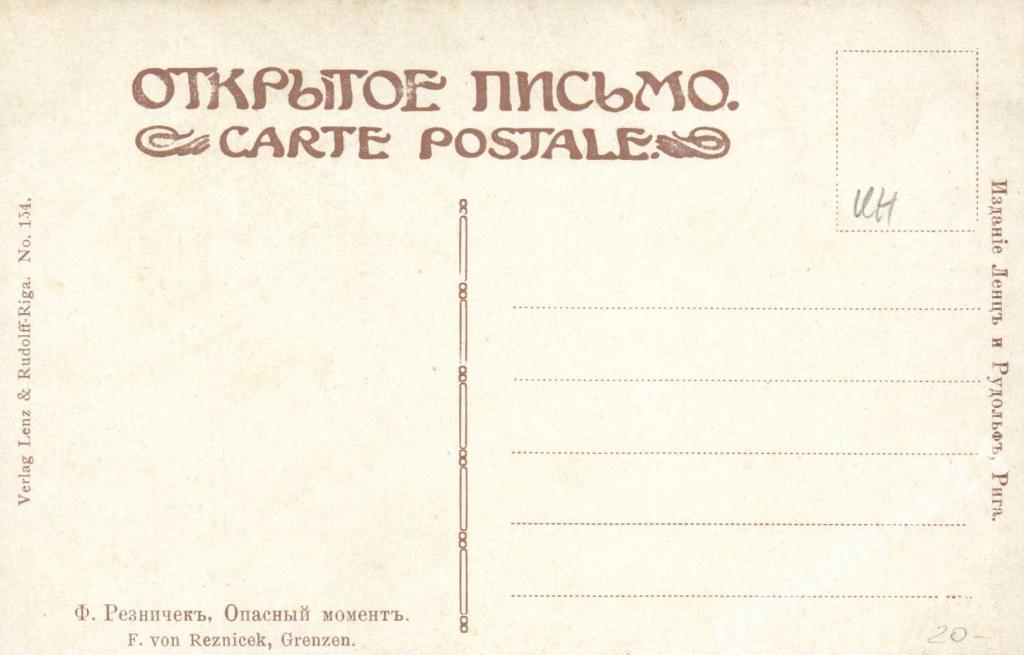 ОТКРЫТОЕ ПИСЬМО.
CARTE POSTALE.
КН
Verlag Lenz & Rudolff-Riga. No. 154.
Изданіе Ленцъ и Рудольфъ, Рига.
Ф. Резничекъ, Опасный моментъ.
F. von Reznicek, Grenzen.
20-